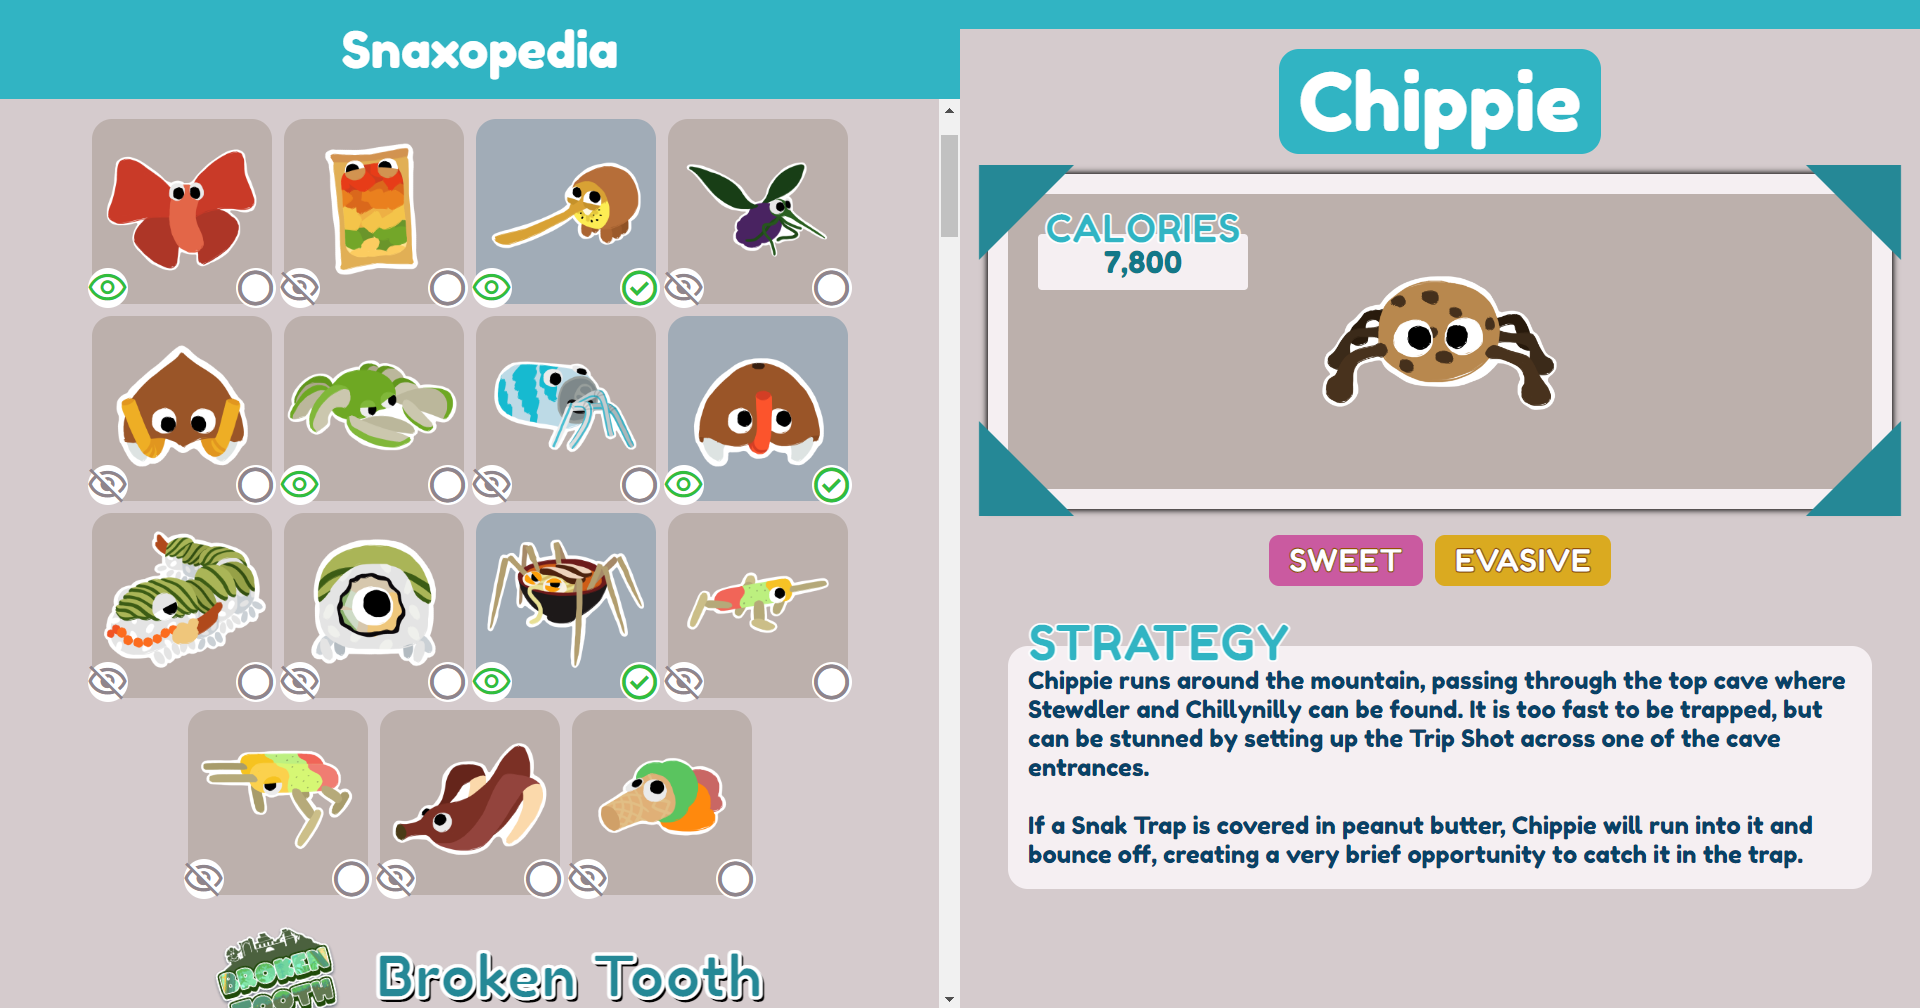 Snaxopedia
Chippie
CALORIES
7,800
SWEET
EVASIVE
STRATEGY
Chippie runs around the mountain, passing through the top cave where
Stewdler and Chillynilly can be found. It is too fast to be trapped, but
can be stunned by setting up the Trip Shot across one of the cave
entrances.
If a Snak Trap is covered in peanut butter, Chippie will run into it and
bounce off, creating a very brief opportunity to catch it in the trap.
BROKEN
TOOTH
Broken Tooth